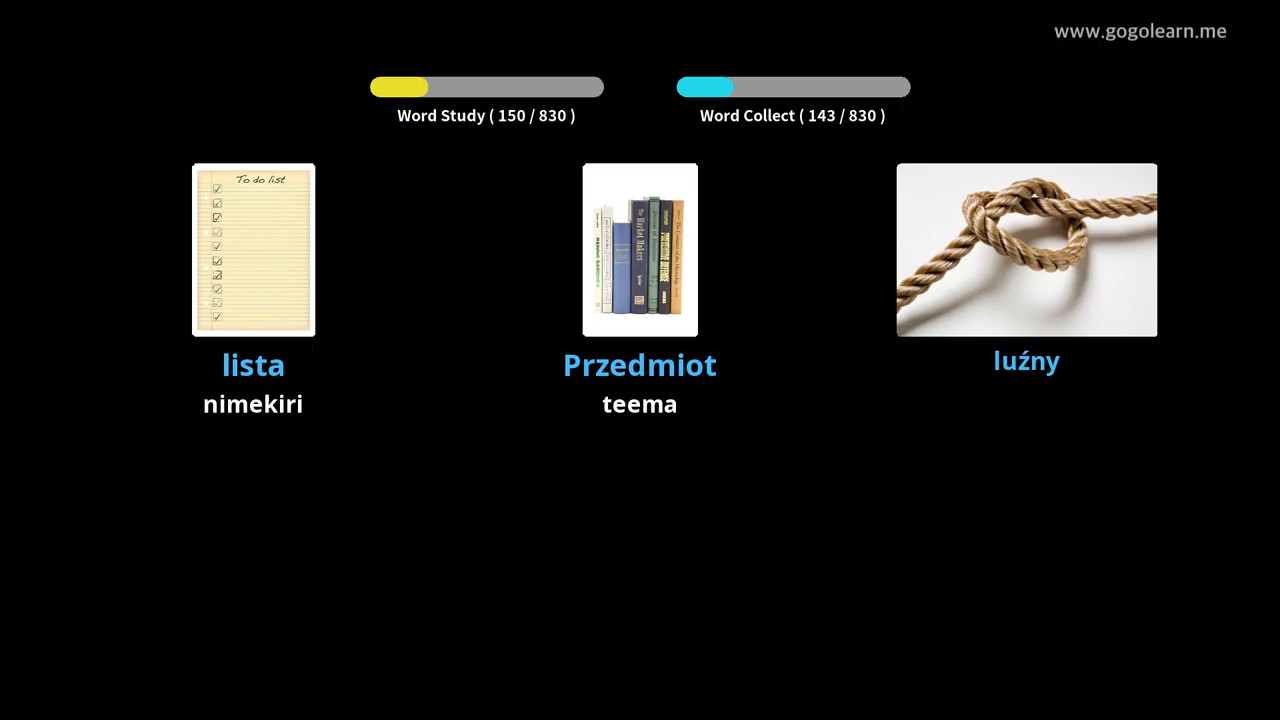 www.gogolearn.me
Word Study ( 150 / 830 )
Word Collect ( 143 / 830 )
To do list
lista
nimekiri
Przedmiot
teema
luźny